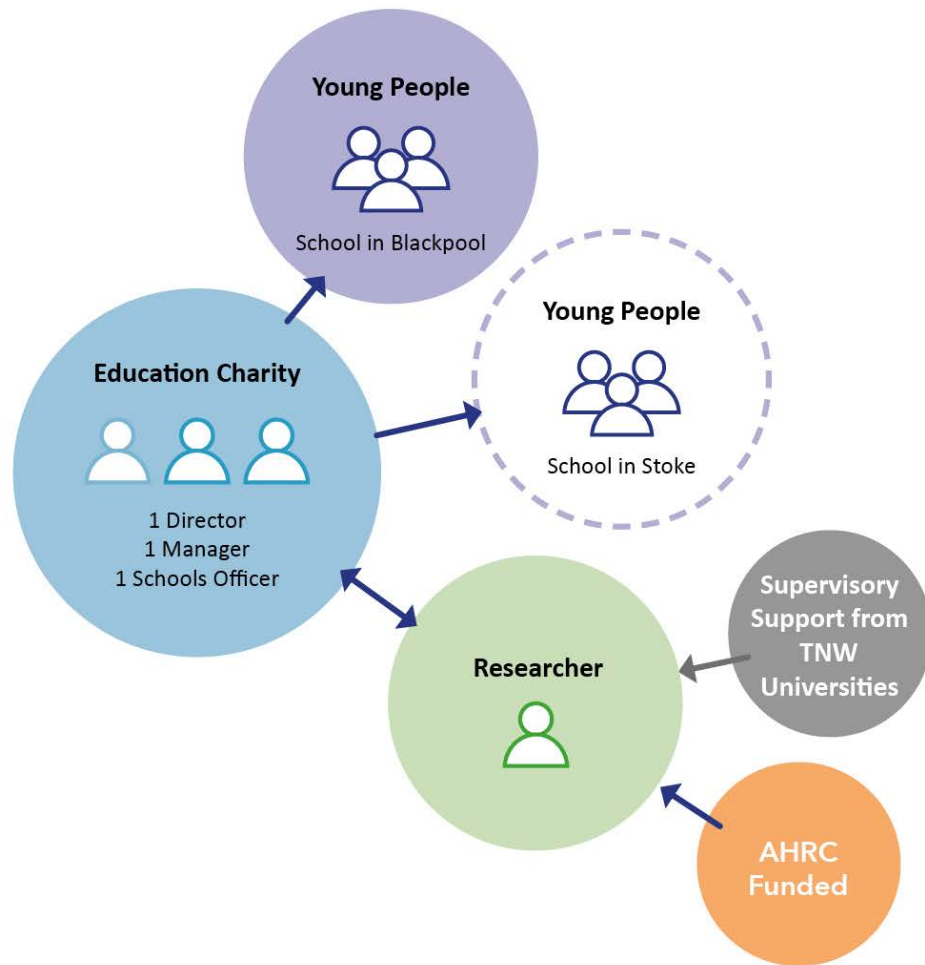 Young People
School in Blackpool
Young People
School in Stoke
Education Charity
1 Director
1 Manager
1 Schools Officer
Researcher
Supervisory
Support from
TNW
Universities
AHRC
Funded